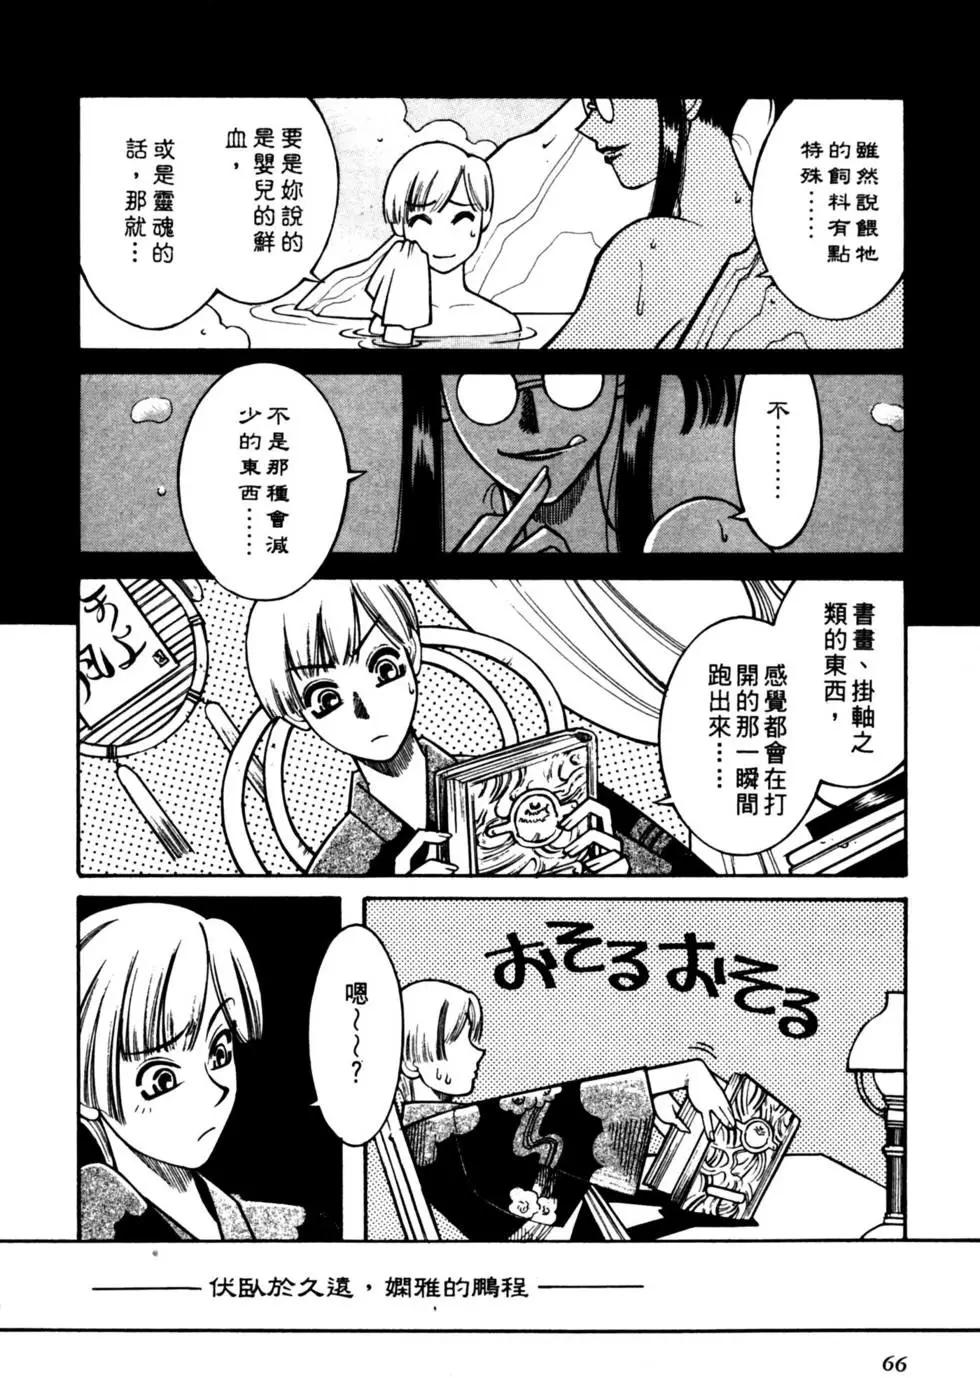 雖然說餵牠
的飼料有點
特殊……
要是妳說的
是嬰兒的鮮
血，
或是靈魂的
話，那就…
不………
不是那種會減
少的東西……
書畫、掛軸之
類的東西，
感覺都會在打
開的那一瞬間
跑出來……
おそるおそる
嗯～～？
伏臥於久遠，嫻雅的鵬程
66